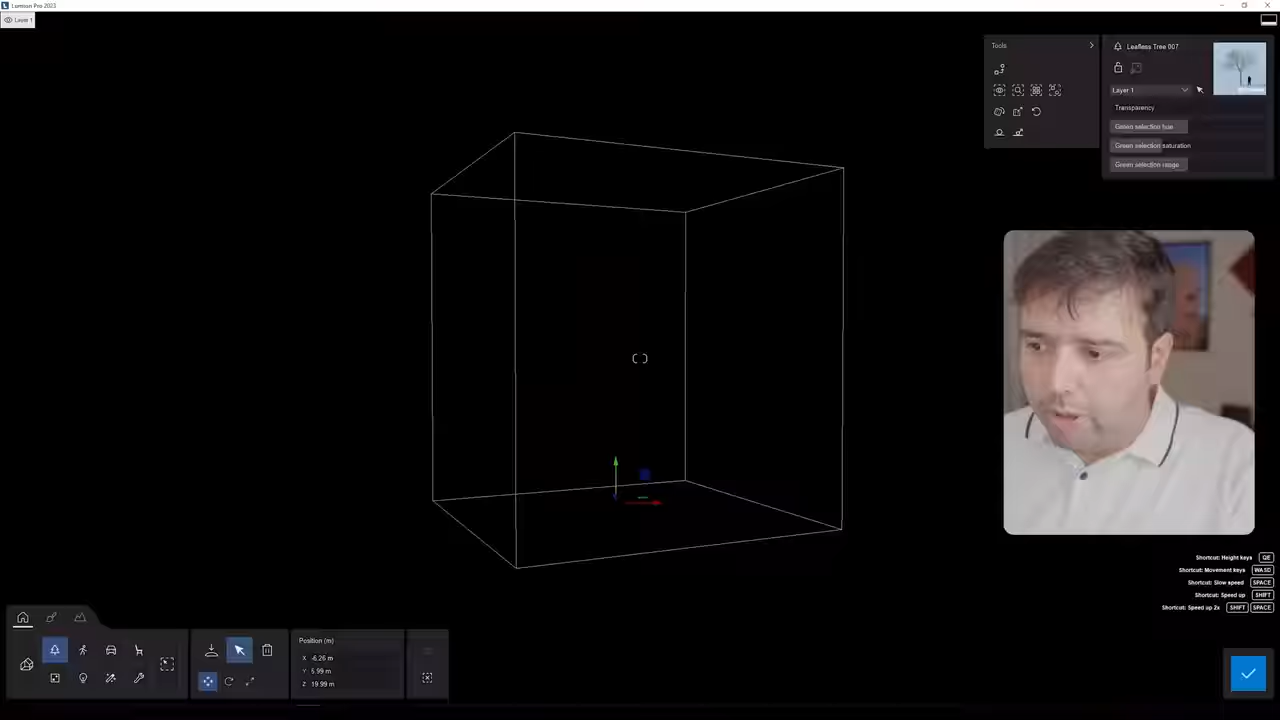 Lumion Pro 2023
Layer 1
Tools
Leafless Tree 007
Layer 1
Transparency
Green selection hue
Green selection saturation
Green selection range
Shortcut: Height keys QE
Shortcut: Movement keys WASD
Shortcut: Slow speed SPACE
Shortcut: Speed up SHIFT
Shortcut: Speed up 2x SHIFT SPACE
Position (m)
X -6.26 m
Y 5.99 m
Z 19.99 m